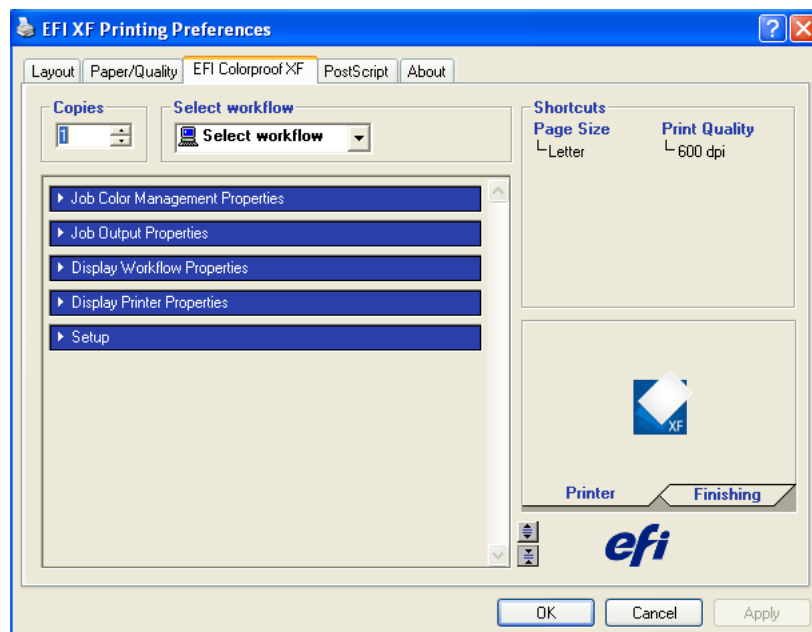 EFI XF Printing Preferences
Layout Paper/Quality EFI Colorproof XF PostScript About
Copies
1
Select workflow
Select workflow
Shortcuts
Page Size Print Quality
Letter 600 dpi
Job Color Management Properties
Job Output Properties
Display Workflow Properties
Display Printer Properties
Setup
XF
Printer Finishing
efi
OK Cancel Apply